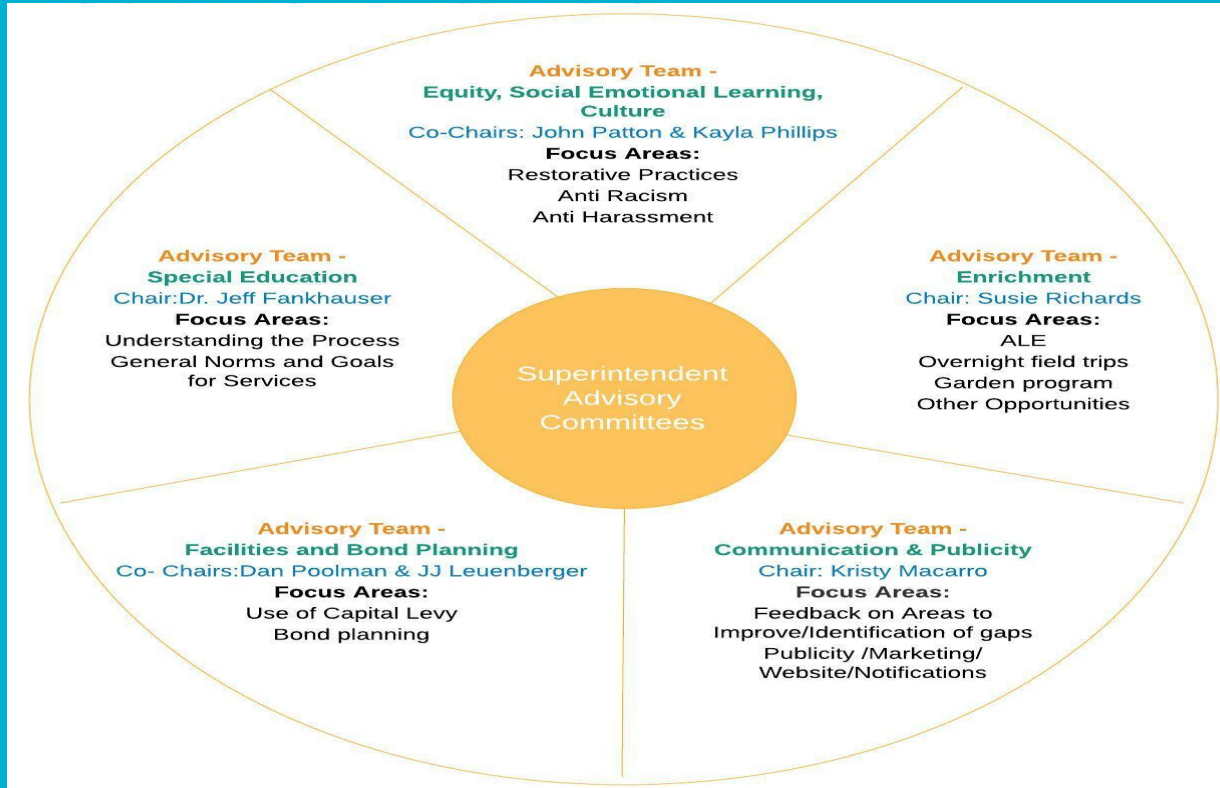 Advisory Team -
Equity, Social Emotional Learning,
Culture
Co-Chairs: John Patton & Kayla Phillips
Focus Areas:
Restorative Practices
Anti Racism
Anti Harassment
Advisory Team -
Special Education
Chair:Dr. Jeff Fankhauser
Focus Areas:
Understanding the Process
General Norms and Goals
for Services
Advisory Team -
Enrichment
Chair: Susie Richards
Focus Areas:
ALE
Overnight field trips
Garden program
Other Opportunities
Superintendent
Advisory
Committees
Advisory Team -
Facilities and Bond Planning
Co- Chairs:Dan Poolman & JJ Leuenberger
Focus Areas:
Use of Capital Levy
Bond planning
Advisory Team -
Communication & Publicity
Chair: Kristy Macarro
Focus Areas:
Feedback on Areas to
Improve/Identification of gaps
Publicity /Marketing/
Website/Notifications